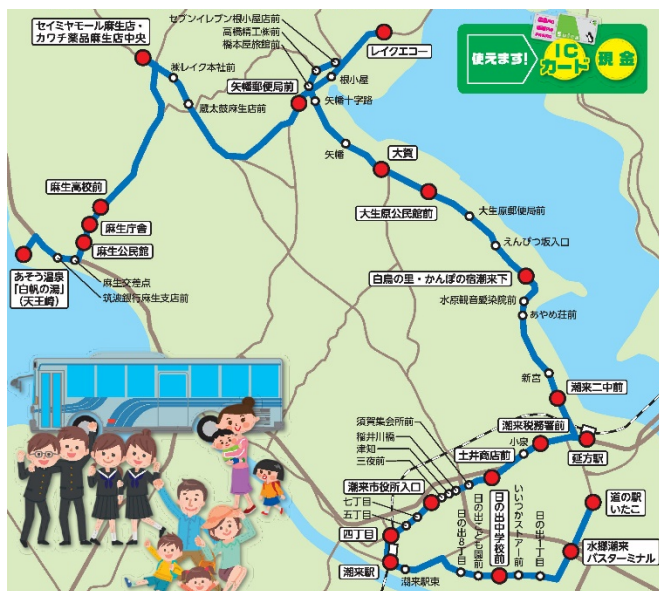 セイミヤモール麻生店・
カワチ薬品麻生店中央
セブンイレブン根小屋店前
高橋精工㈱前
橋本屋旅館前
レイクエコー
使えます!
ICカード
現金
㈱レイク本社前
蔵太鼓麻生店前
矢幡郵便局前
根小屋
矢幡十字路
矢幡
大賀
大生原公民館前
大生原郵便局前
えんぴつ坂入口
白鳥の里・かんぽの宿潮来下
水原観音愛染院前
あやめ荘前
新宮
潮来二中前
麻生高校前
麻生庁舎
麻生公民館
あそう温泉
「白帆の湯」
(天王崎)
麻生交差点
筑波銀行麻生支店前
潮来税務署前
延方駅
小泉
土井商店前
須賀集会所前
稲井川橋
津知
三夜前
潮来市役所入口
七丁目
五丁目
四丁目
潮来駅
潮来駅東
日の出8丁目
日の出こども園前
日の出中学校前
いいつかストアー前
日の出1丁目
道の駅
いたこ
水郷潮来
バスターミナル